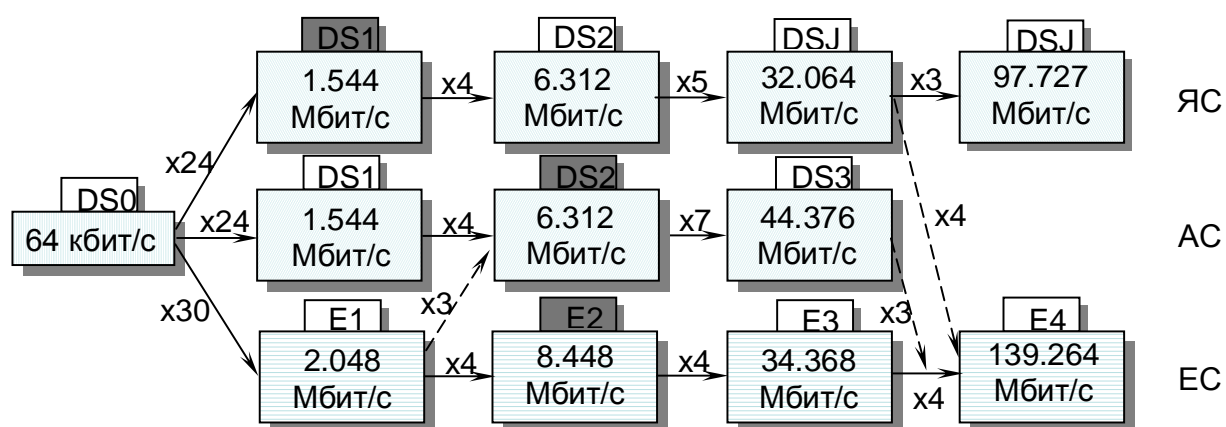 DS1
DS2
DSJ
DSJ
1.544
Мбит/с
x4
6.312
Мбит/с
x5
32.064
Мбит/с
x3
97.727
Мбит/с
ЯС
x24
DS1
DS2
DS3
DS0
64 кбит/с
x24
1.544
Мбит/с
x4
6.312
Мбит/с
x7
44.376
Мбит/с
x4
АС
x30
x3
x3
E1
E2
E3
E4
2.048
Мбит/с
x4
8.448
Мбит/с
x4
34.368
Мбит/с
x4
139.264
Мбит/с
ЕС